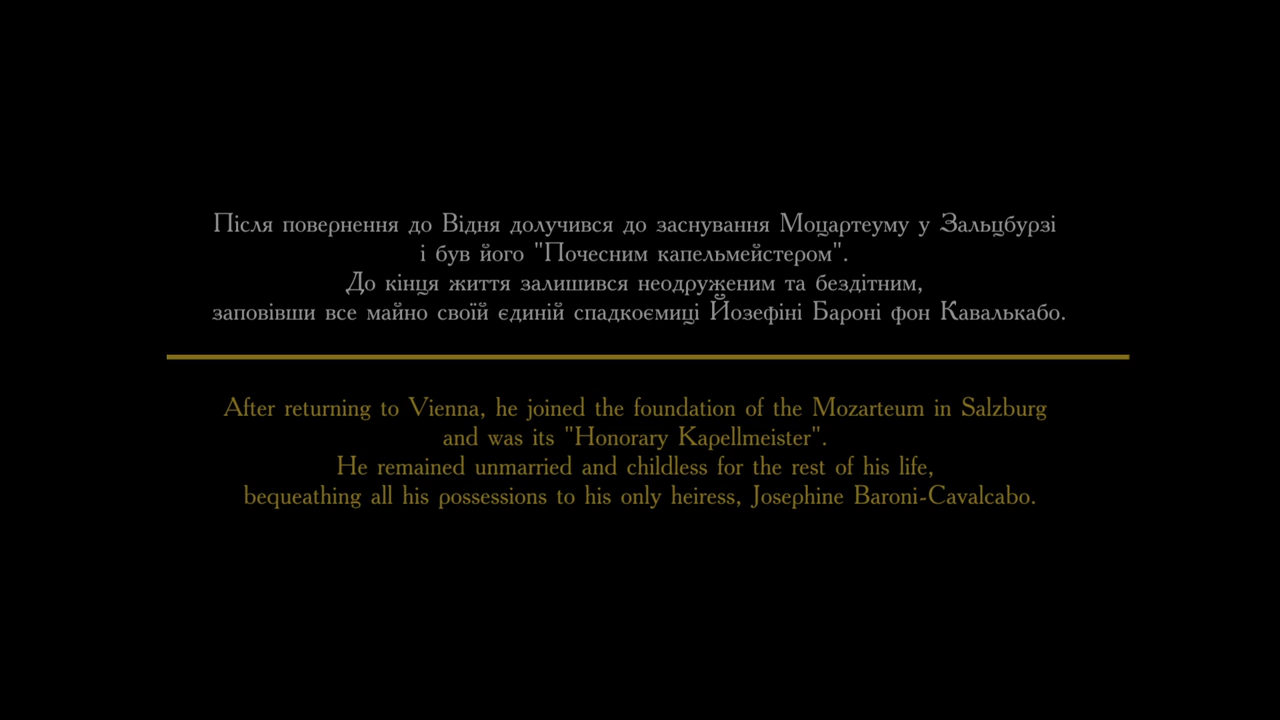 Після повернення до Відня долучився до заснування Моцартеуму у Зальцбурзі
і був його "Почесним капельмейстером".
До кінця життя залишився неодруженим та бездітним,
заповівши все майно своїй єдиній спадкоємиці Йозефіні Бароні фон Кавалькабо.
After returning to Vienna, he joined the foundation of the Mozarteum in Salzburg
and was its "Honorary Kapellmeister".
He remained unmarried and childless for the rest of his life,
bequeathing all his possessions to his only heiress, Josephine Baroni-Cavalcabo.